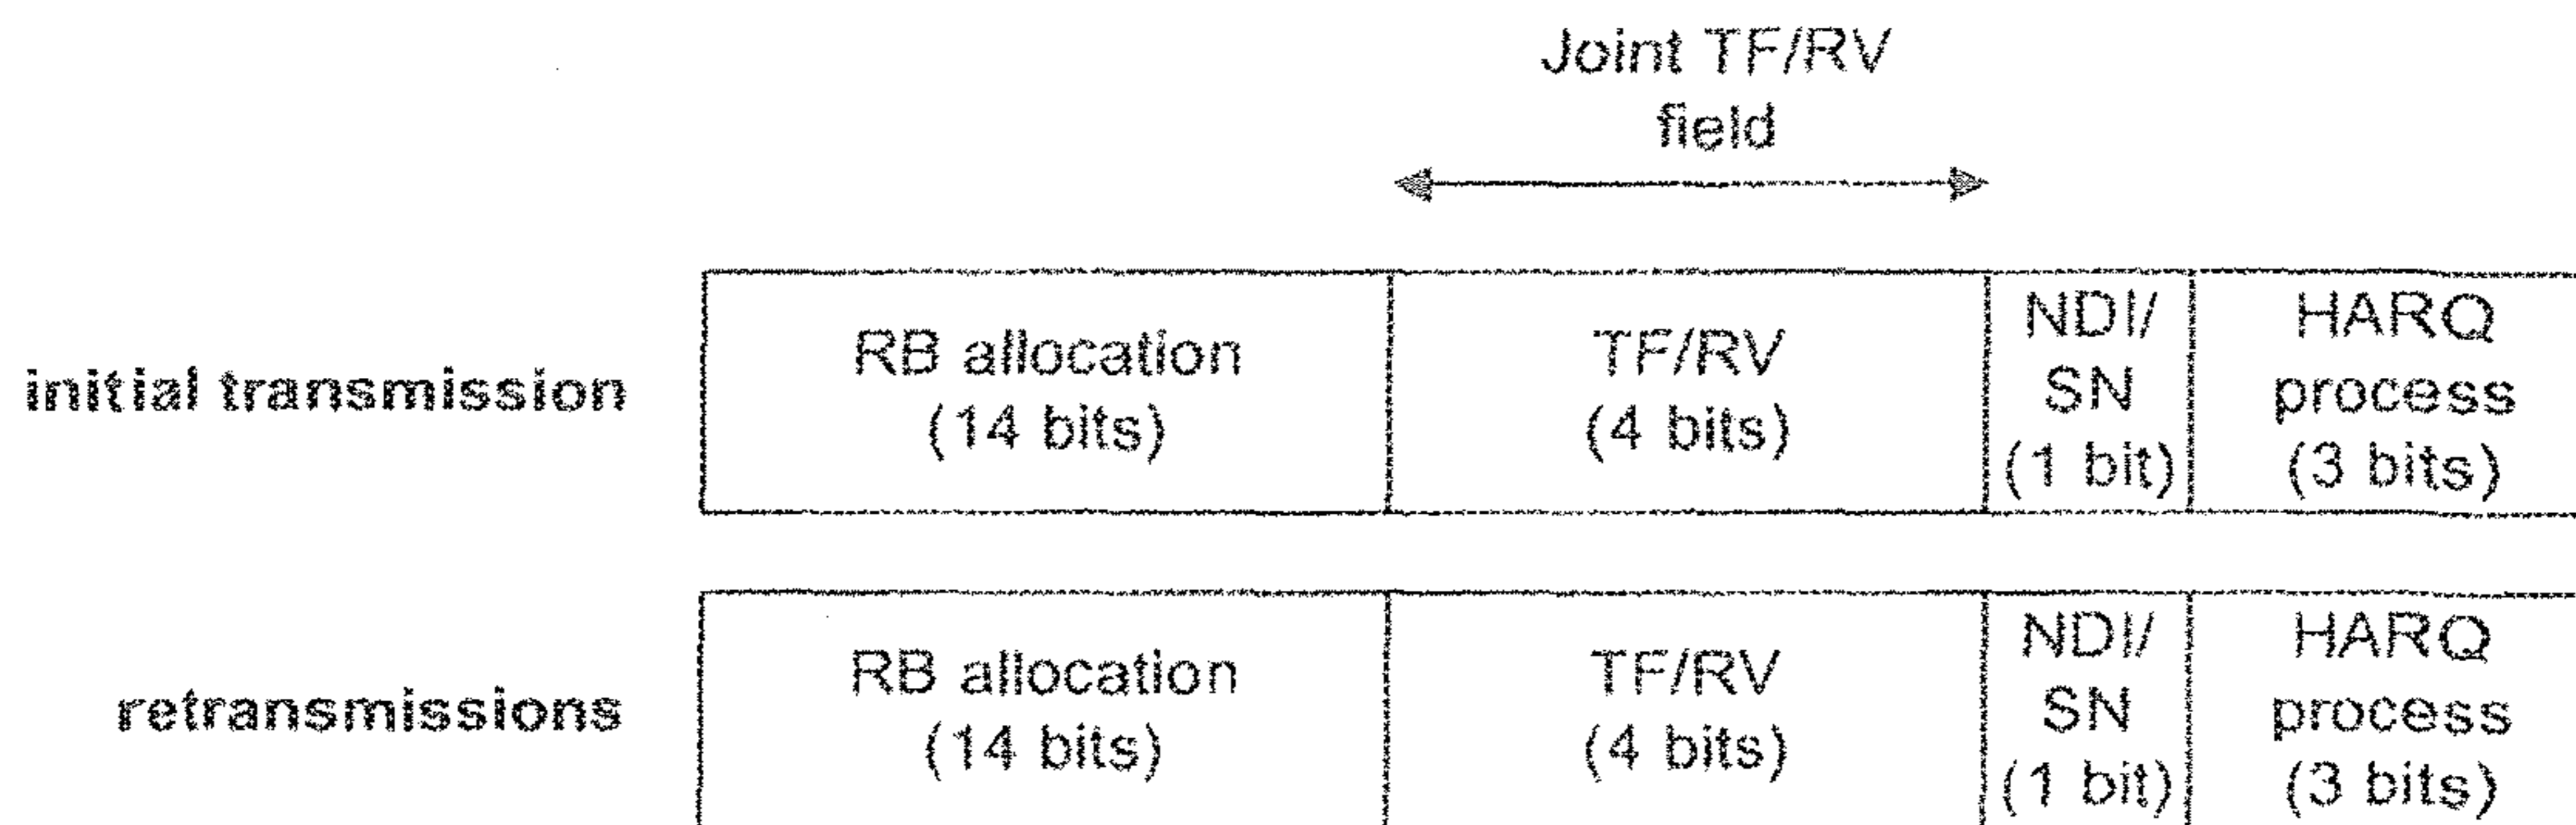 Joint TF/RV
field
initial transmission
RB allocation
(14 bits)
TF/RV
(4 bits)
NDI/
SN
(1 bit)
HARQ
process
(3 bits)
retransmissions
RB allocation
(14 bits)
TF/RV
(4 bits)
NDI/
SN
(1 bit)
HARQ
process
(3 bits)